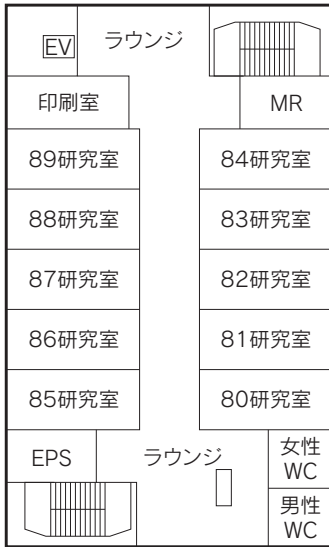 EV
ラウンジ
印刷室
MR
89研究室
84研究室
88研究室
83研究室
87研究室
82研究室
86研究室
81研究室
85研究室
80研究室
EPS
ラウンジ
女性
WC
男性
WC